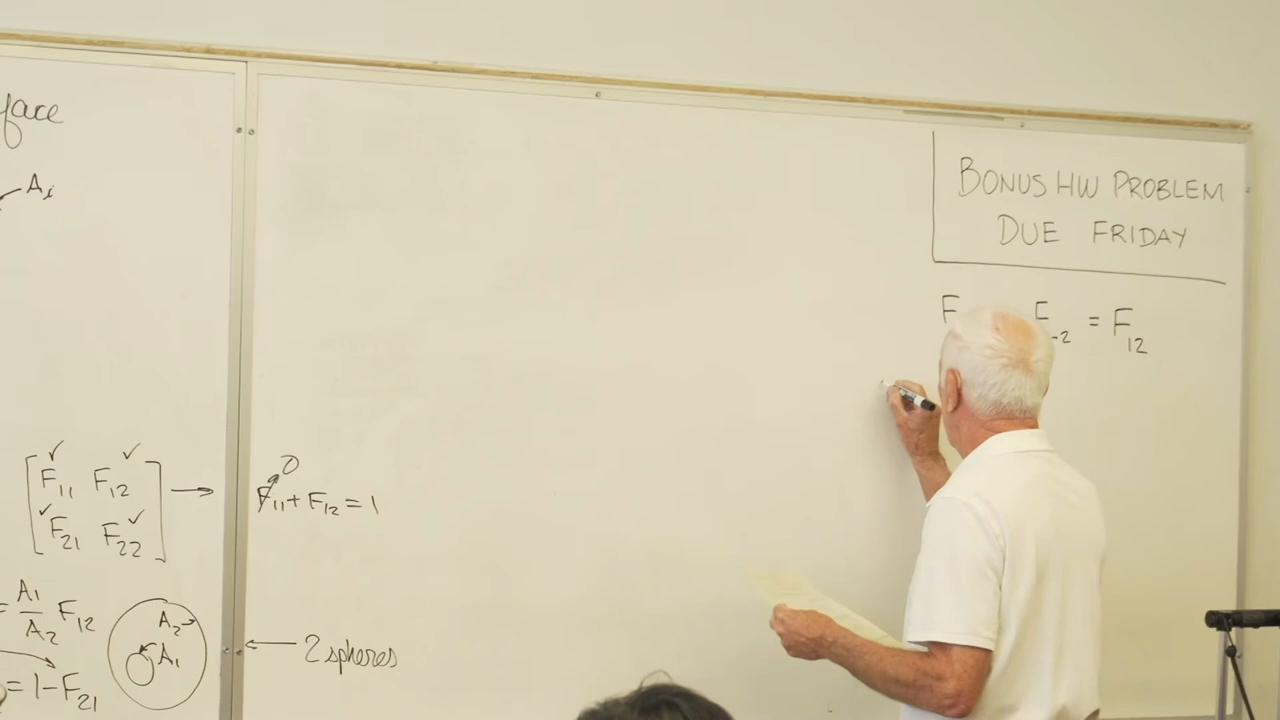 face
Ai
F11 F12
F21 F22
F11 + F12 = 1
0
= A1/A2 F12
A2
A1
2 spheres
= 1 - F21
BONUS HW PROBLEM
DUE FRIDAY
F = F12